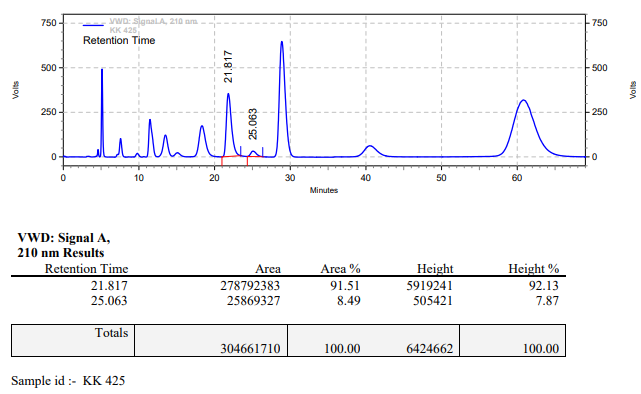 VWD: Signal A, 210 nm
KK 425
Retention Time
750 750
500 500
250 250
0 0
Volts
Volts
21.817
25.063
0 10 20 30 40 50 60
Minutes
VWD: Signal A,
210 nm Results
Retention Time Area Area % Height Height %
21.817 278792383 91.51 5919241 92.13
25.063 25869327 8.49 505421 7.87
Totals
304661710 100.00 6424662 100.00
Sample id :- KK 425